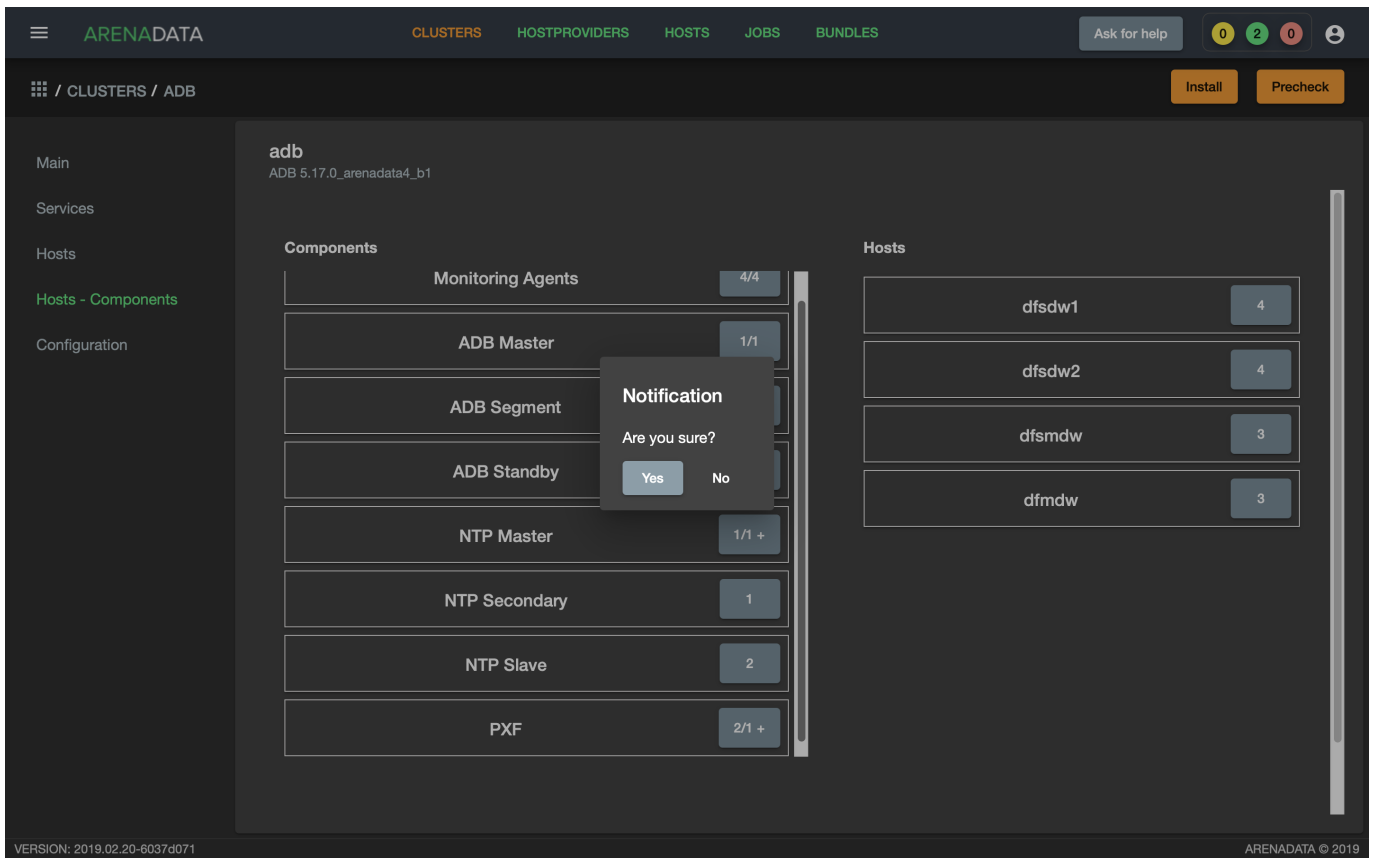 ARENADATA
CLUSTERS HOSTPROVIDERS HOSTS JOBS BUNDLES
Ask for help
0 2 0
/ CLUSTERS / ADB
Install Precheck
Main
Services
Hosts
Hosts - Components
Configuration
adb
ADB 5.17.0_arenadata4_b1
Components
Monitoring Agents 4/4
ADB Master 1/1
ADB Segment
ADB Standby
NTP Master 1/1 +
NTP Secondary 1
NTP Slave 2
PXF 2/1 +
Notification
Are you sure?
Yes No
Hosts
dfsdw1 4
dfsdw2 4
dfsmdw 3
dfmdw 3
VERSION: 2019.02.20-6037d071
ARENADATA © 2019